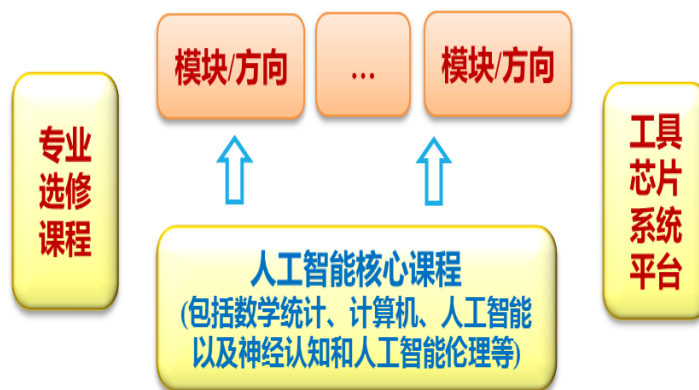 模块/方向
…
模块/方向
专业
选修
课程
工具
芯片
系统
平台
人工智能核心课程
(包括数学统计、计算机、人工智能
以及神经认知和人工智能伦理等)